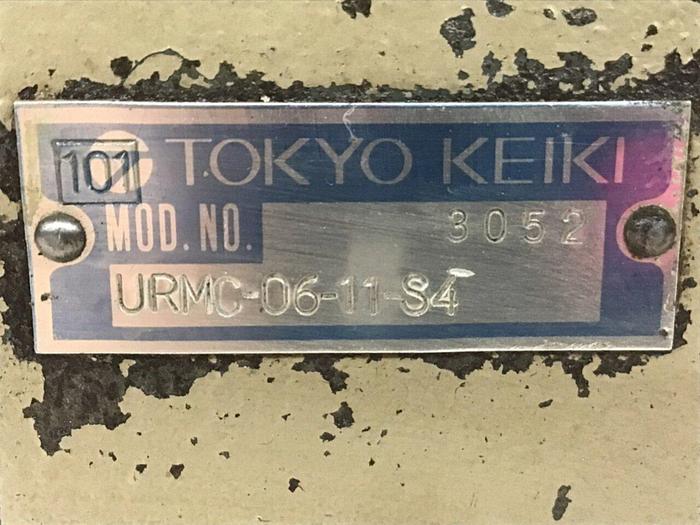 101 TOKYO KEIKI
MOD. NO. 3052
URMC-06-11-S4